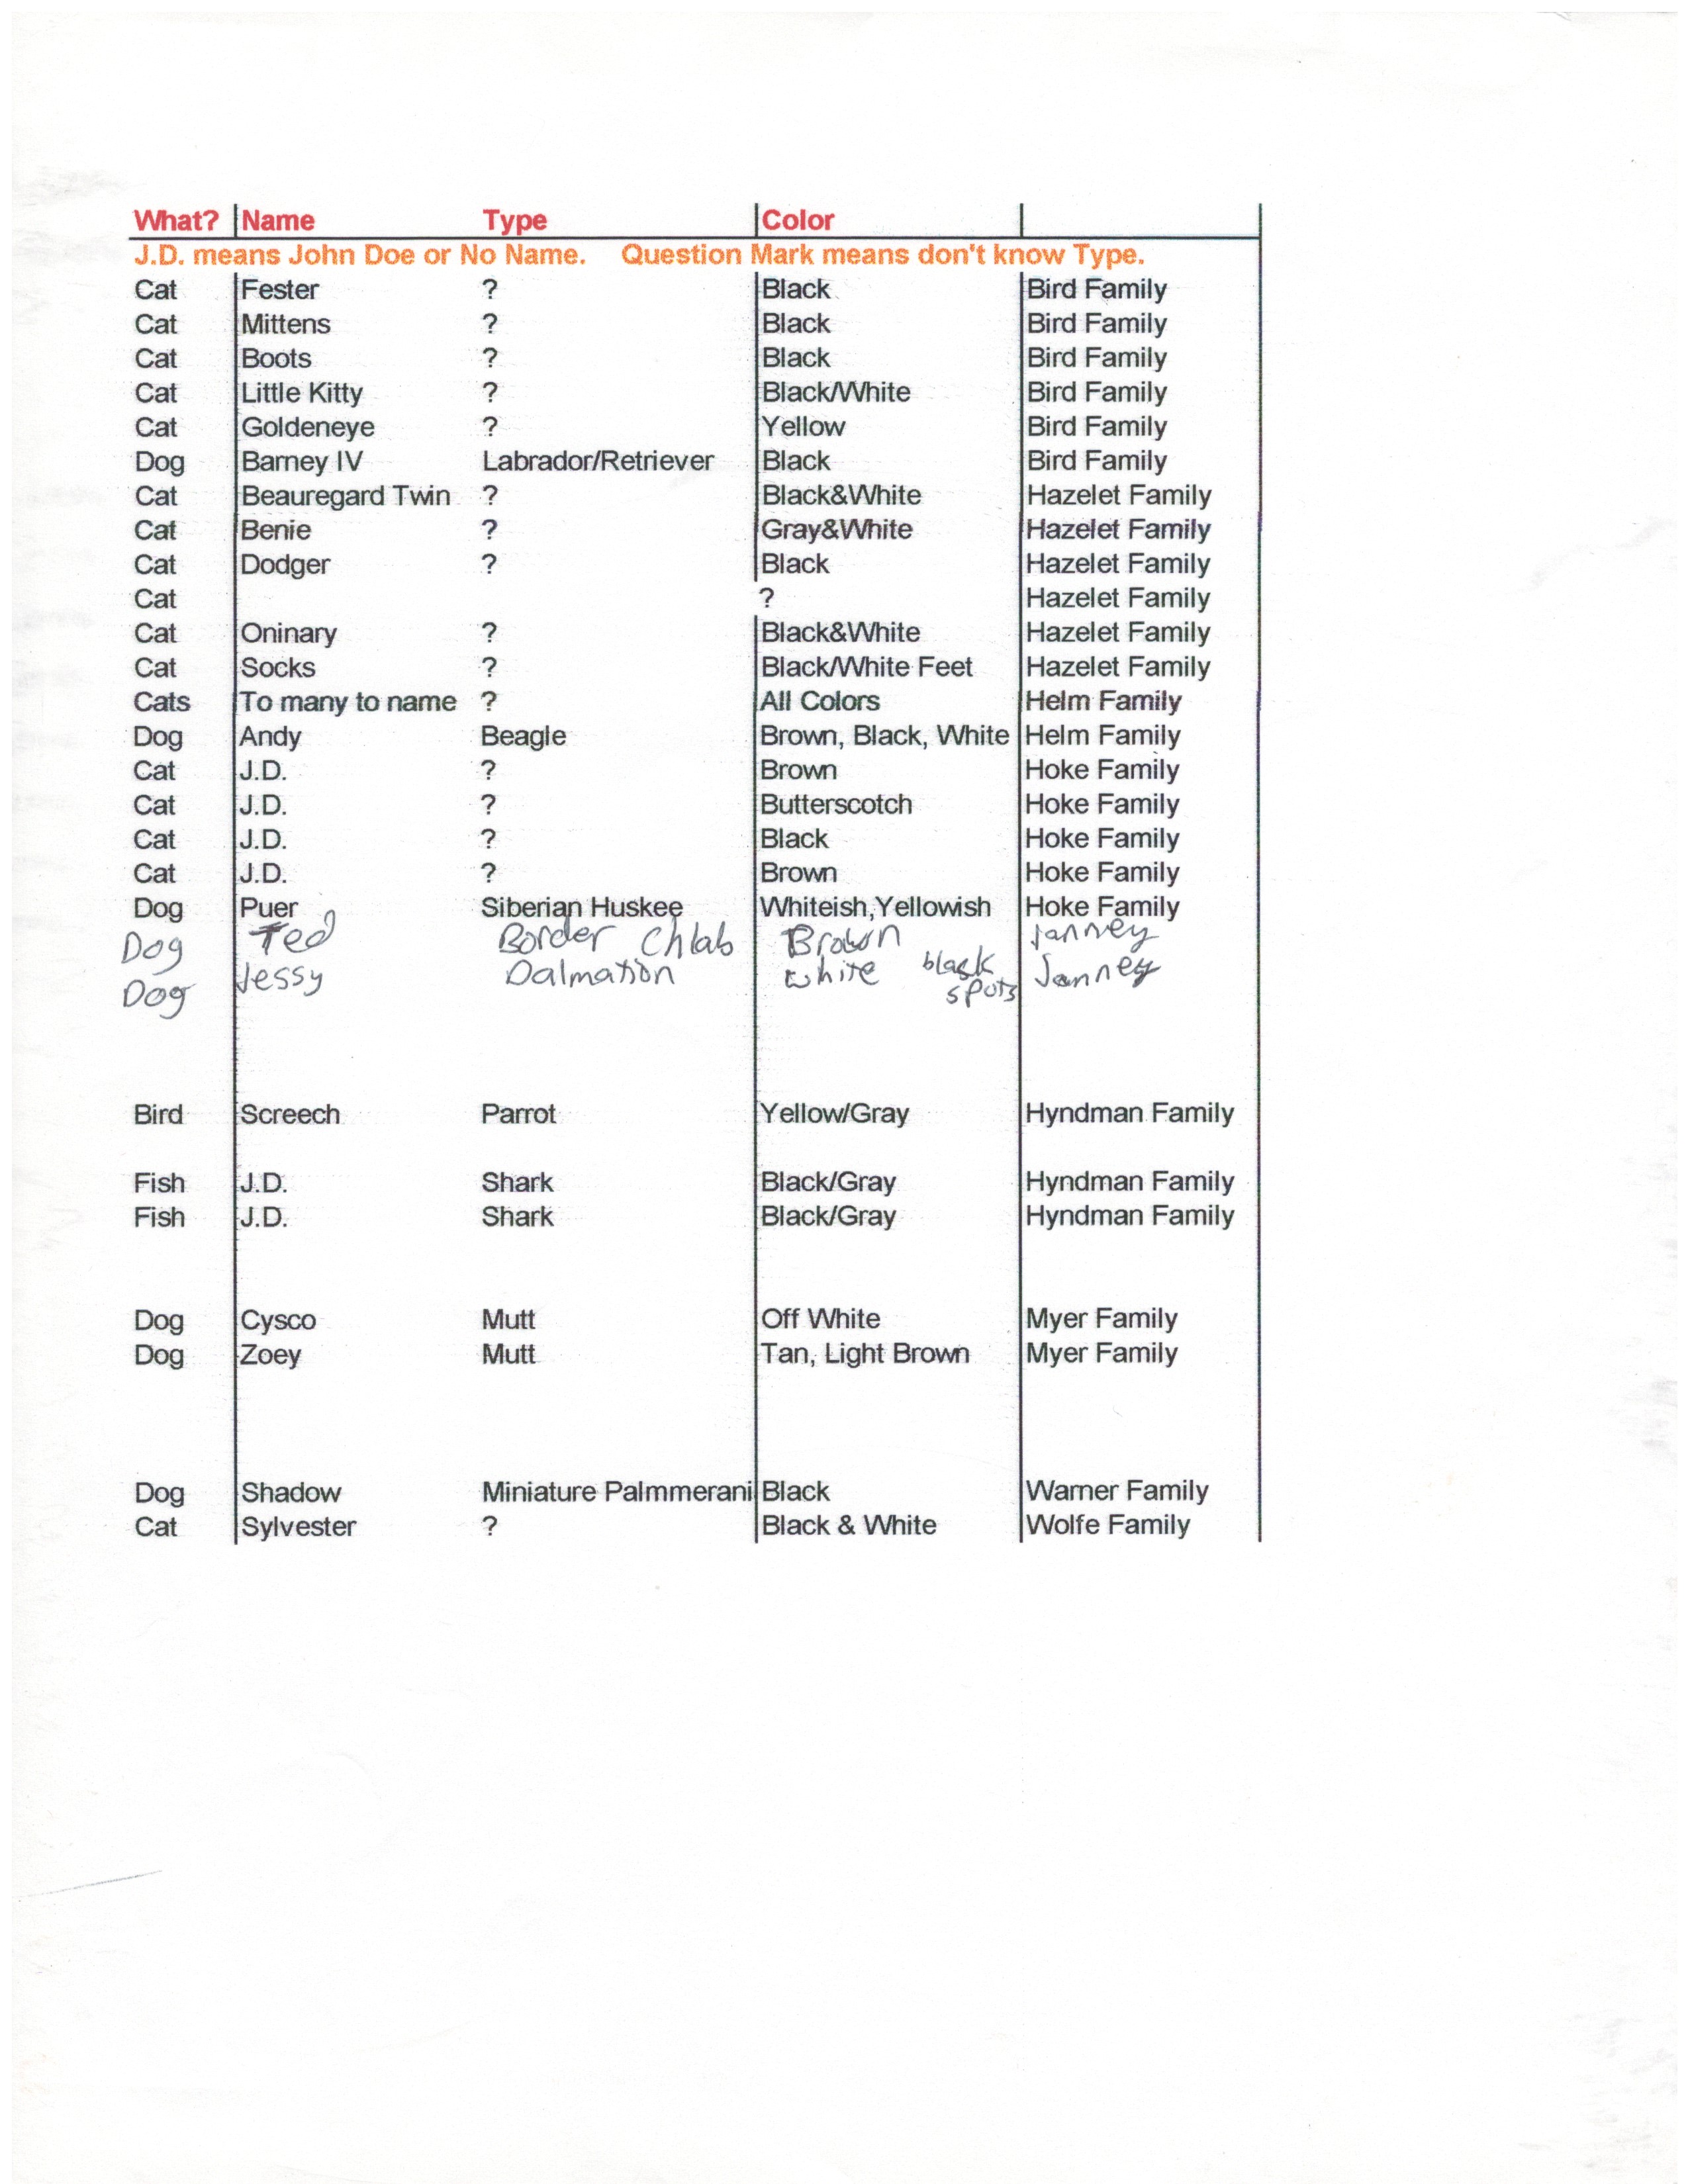 What? Name Type Color
J.D. means John Doe or No Name. Question Mark means don't know Type.
Cat Fester ? Black Bird Family
Cat Mittens ? Black Bird Family
Cat Boots ? Black Bird Family
Cat Little Kitty ? Black/White Bird Family
Cat Goldeneye ? Yellow Bird Family
Dog Barney IV Labrador/Retriever Black Bird Family
Cat Beauregard Twin ? Black&White Hazelet Family
Cat Benie ? Gray&White Hazelet Family
Cat Dodger ? Black Hazelet Family
Cat ? Hazelet Family
Cat Oninary ? Black&White Hazelet Family
Cat Socks ? Black/White Feet Hazelet Family
Cats To many to name ? All Colors Helm Family
Dog Andy Beagle Brown, Black, White Helm Family
Cat J.D. ? Brown Hoke Family
Cat J.D. ? Butterscotch Hoke Family
Cat J.D. ? Black Hoke Family
Cat J.D. ? Brown Hoke Family
Dog Puer Siberian Huskee Whiteish,Yellowish Hoke Family
Dog Ted Border Chlab Brown Janney
Dog Jessy Dalmation white black spots Janney
Bird Screech Parrot Yellow/Gray Hyndman Family
Fish J.D. Shark Black/Gray Hyndman Family
Fish J.D. Shark Black/Gray Hyndman Family
Dog Cysco Mutt Off White Myer Family
Dog Zoey Mutt Tan, Light Brown Myer Family
Dog Shadow Miniature Palmmerani Black Warner Family
Cat Sylvester ? Black & White Wolfe Family